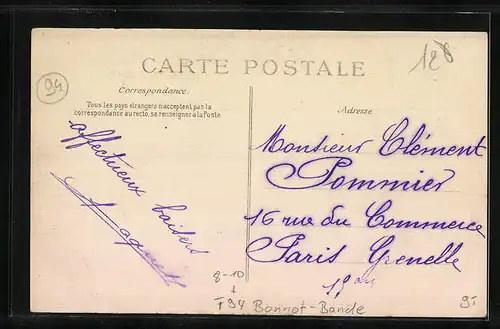 94
128
CARTE POSTALE
Correspondance:
Tous les pays étrangers n'acceptent pas la
correspondance au recto, se renseigner à la Poste
affectueux baisers
Adresse
Monsieur Clément
Pommier
16 rue du Commerce
Paris Grenelle
8-10
T94 Bonnot-Bande